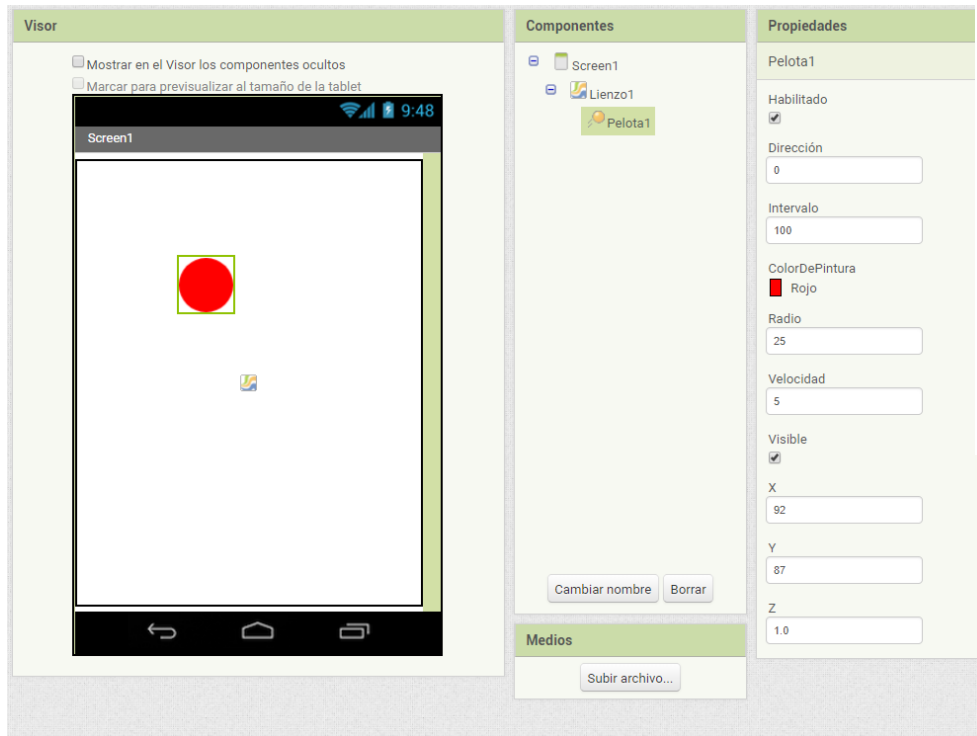 Visor
Mostrar en el Visor los componentes ocultos
Marcar para previsualizar al tamaño de la tablet
9:48
Screen1
Componentes
Screen1
Lienzo1
Pelota1
Cambiar nombre
Borrar
Medios
Subir archivo...
Propiedades
Pelota1
Habilitado
Dirección
0
Intervalo
100
ColorDePintura
Rojo
Radio
25
Velocidad
5
Visible
X
92
Y
87
Z
1.0